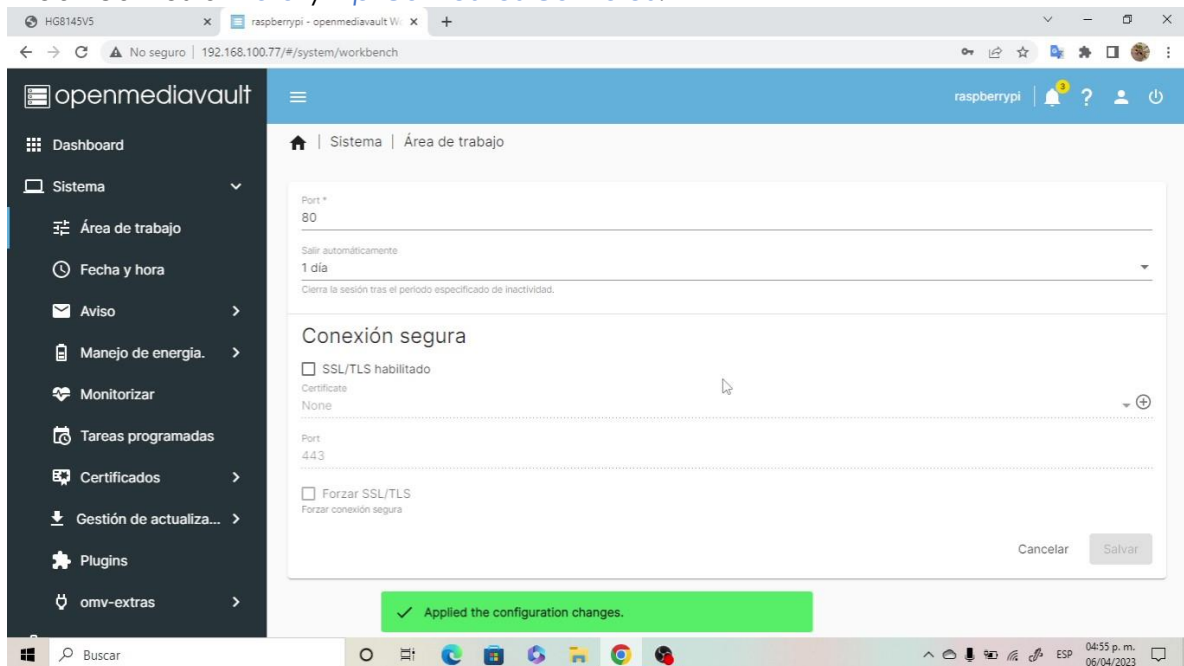 HG8145V5
raspberrypi - openmediavault W
No seguro
192.168.100.77/#/system/workbench
openmediavault
raspberrypi
3
Dashboard
Sistema | Área de trabajo
Sistema
Área de trabajo
Fecha y hora
Aviso
Manejo de energia.
Monitorizar
Tareas programadas
Certificados
Gestión de actualiza...
Plugins
omv-extras
Port *
80
Salir automáticamente
1 día
Cierra la sesión tras el periodo especificado de inactividad.
Conexión segura
SSL/TLS habilitado
Certificate
None
Port
443
Forzar SSL/TLS
Forzar conexión segura
Cancelar
Salvar
Applied the configuration changes.
Buscar
ESP
04:55 p. m.
06/04/2023